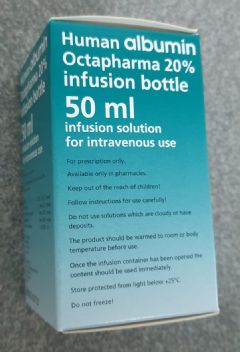 Human albumin
Octapharma 20%
infusion bottle
50 ml
infusion solution
for intravenous use
For prescription only.
Available only in pharmacies.
Keep out of the reach of children!
Follow instructions for use carefully!
Do not use solutions which are cloudy or have
deposits.
The product should be warmed to room or body
temperature before use.
Once the infusion container has been opened the
content should be used immediately.
Store protected from light below +25°C.
Do not freeze!